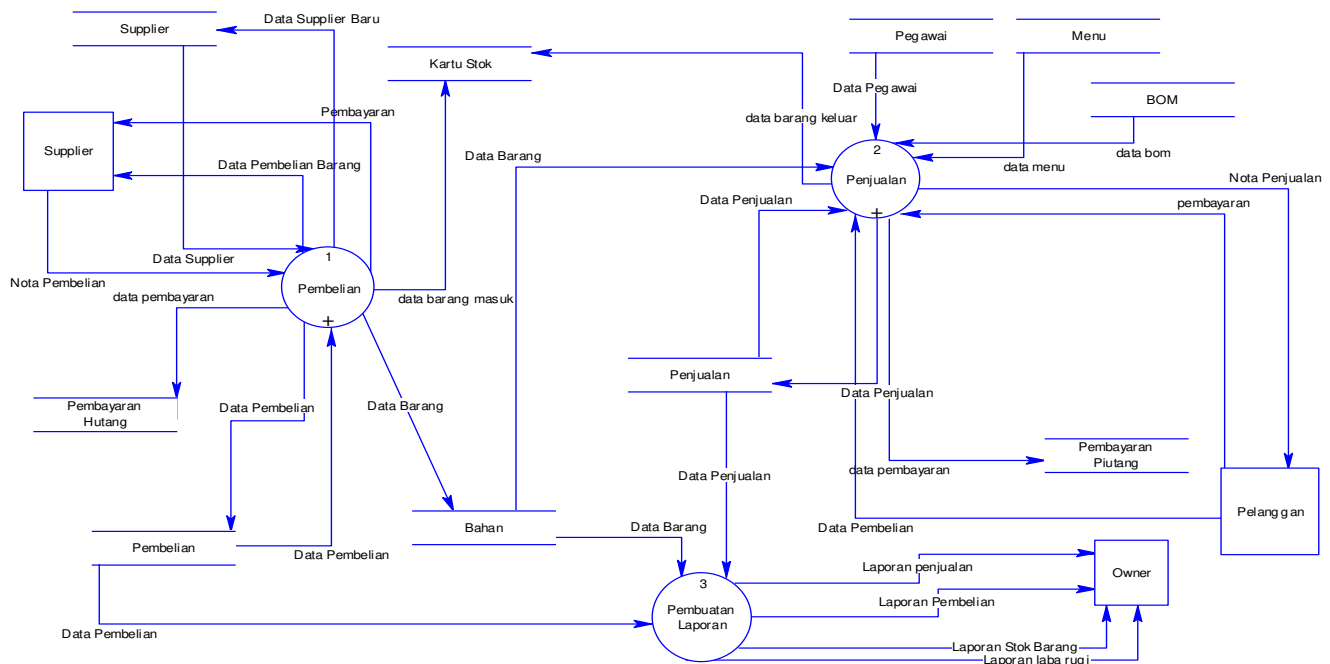 Data Supplier Baru
Supplier
Kartu Stok
Pegawai
Menu
Data Pegawai
BOM
Pembayaran
data barang keluar
Supplier
Data Pembelian Barang
Data Barang
2
Penjualan
+
data bom
data menu
Nota Penjualan
pembayaran
Data Penjualan
Data Supplier
Nota Pembelian
1
Pembelian
+
data pembayaran
data barang masuk
Penjualan
Data Penjualan
Pembayaran
Hutang
Data Pembelian
Data Barang
Pembayaran
Piutang
data pembayaran
Data Penjualan
Pelanggan
Bahan
Data Barang
Data Pembelian
Pembelian
Data Pembelian
3
Pembuatan
Laporan
Laporan penjualan
Owner
Laporan Pembelian
Data Pembelian
Laporan Stok Barang
Laporan laba rugi